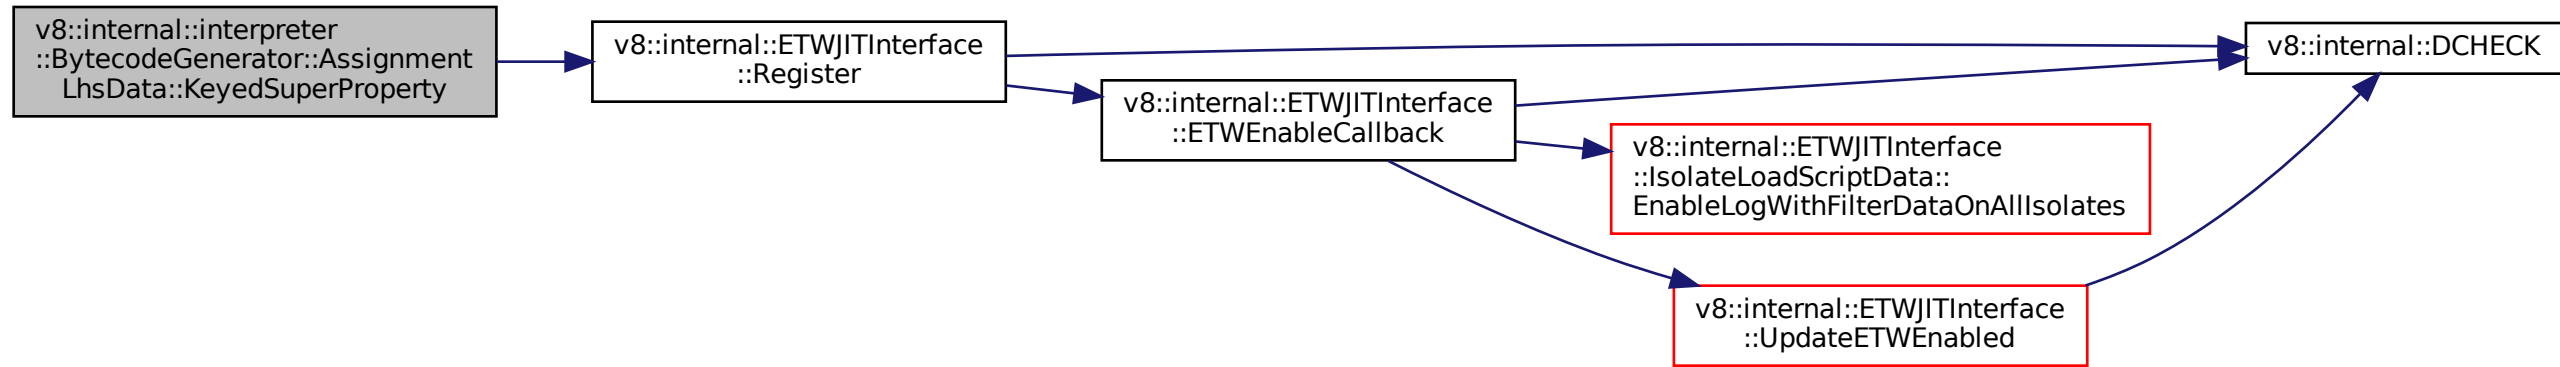 v8::internal::interpreter
::BytecodeGenerator::Assignment
LhsData::KeyedSuperProperty
v8::internal::ETWJITInterface
::Register
v8::internal::ETWJITInterface
::ETWEnableCallback
v8::internal::DCHECK
v8::internal::ETWJITInterface
::IsolateLoadScriptData::
EnableLogWithFilterDataOnAllIsolates
v8::internal::ETWJITInterface
::UpdateETWEnabled